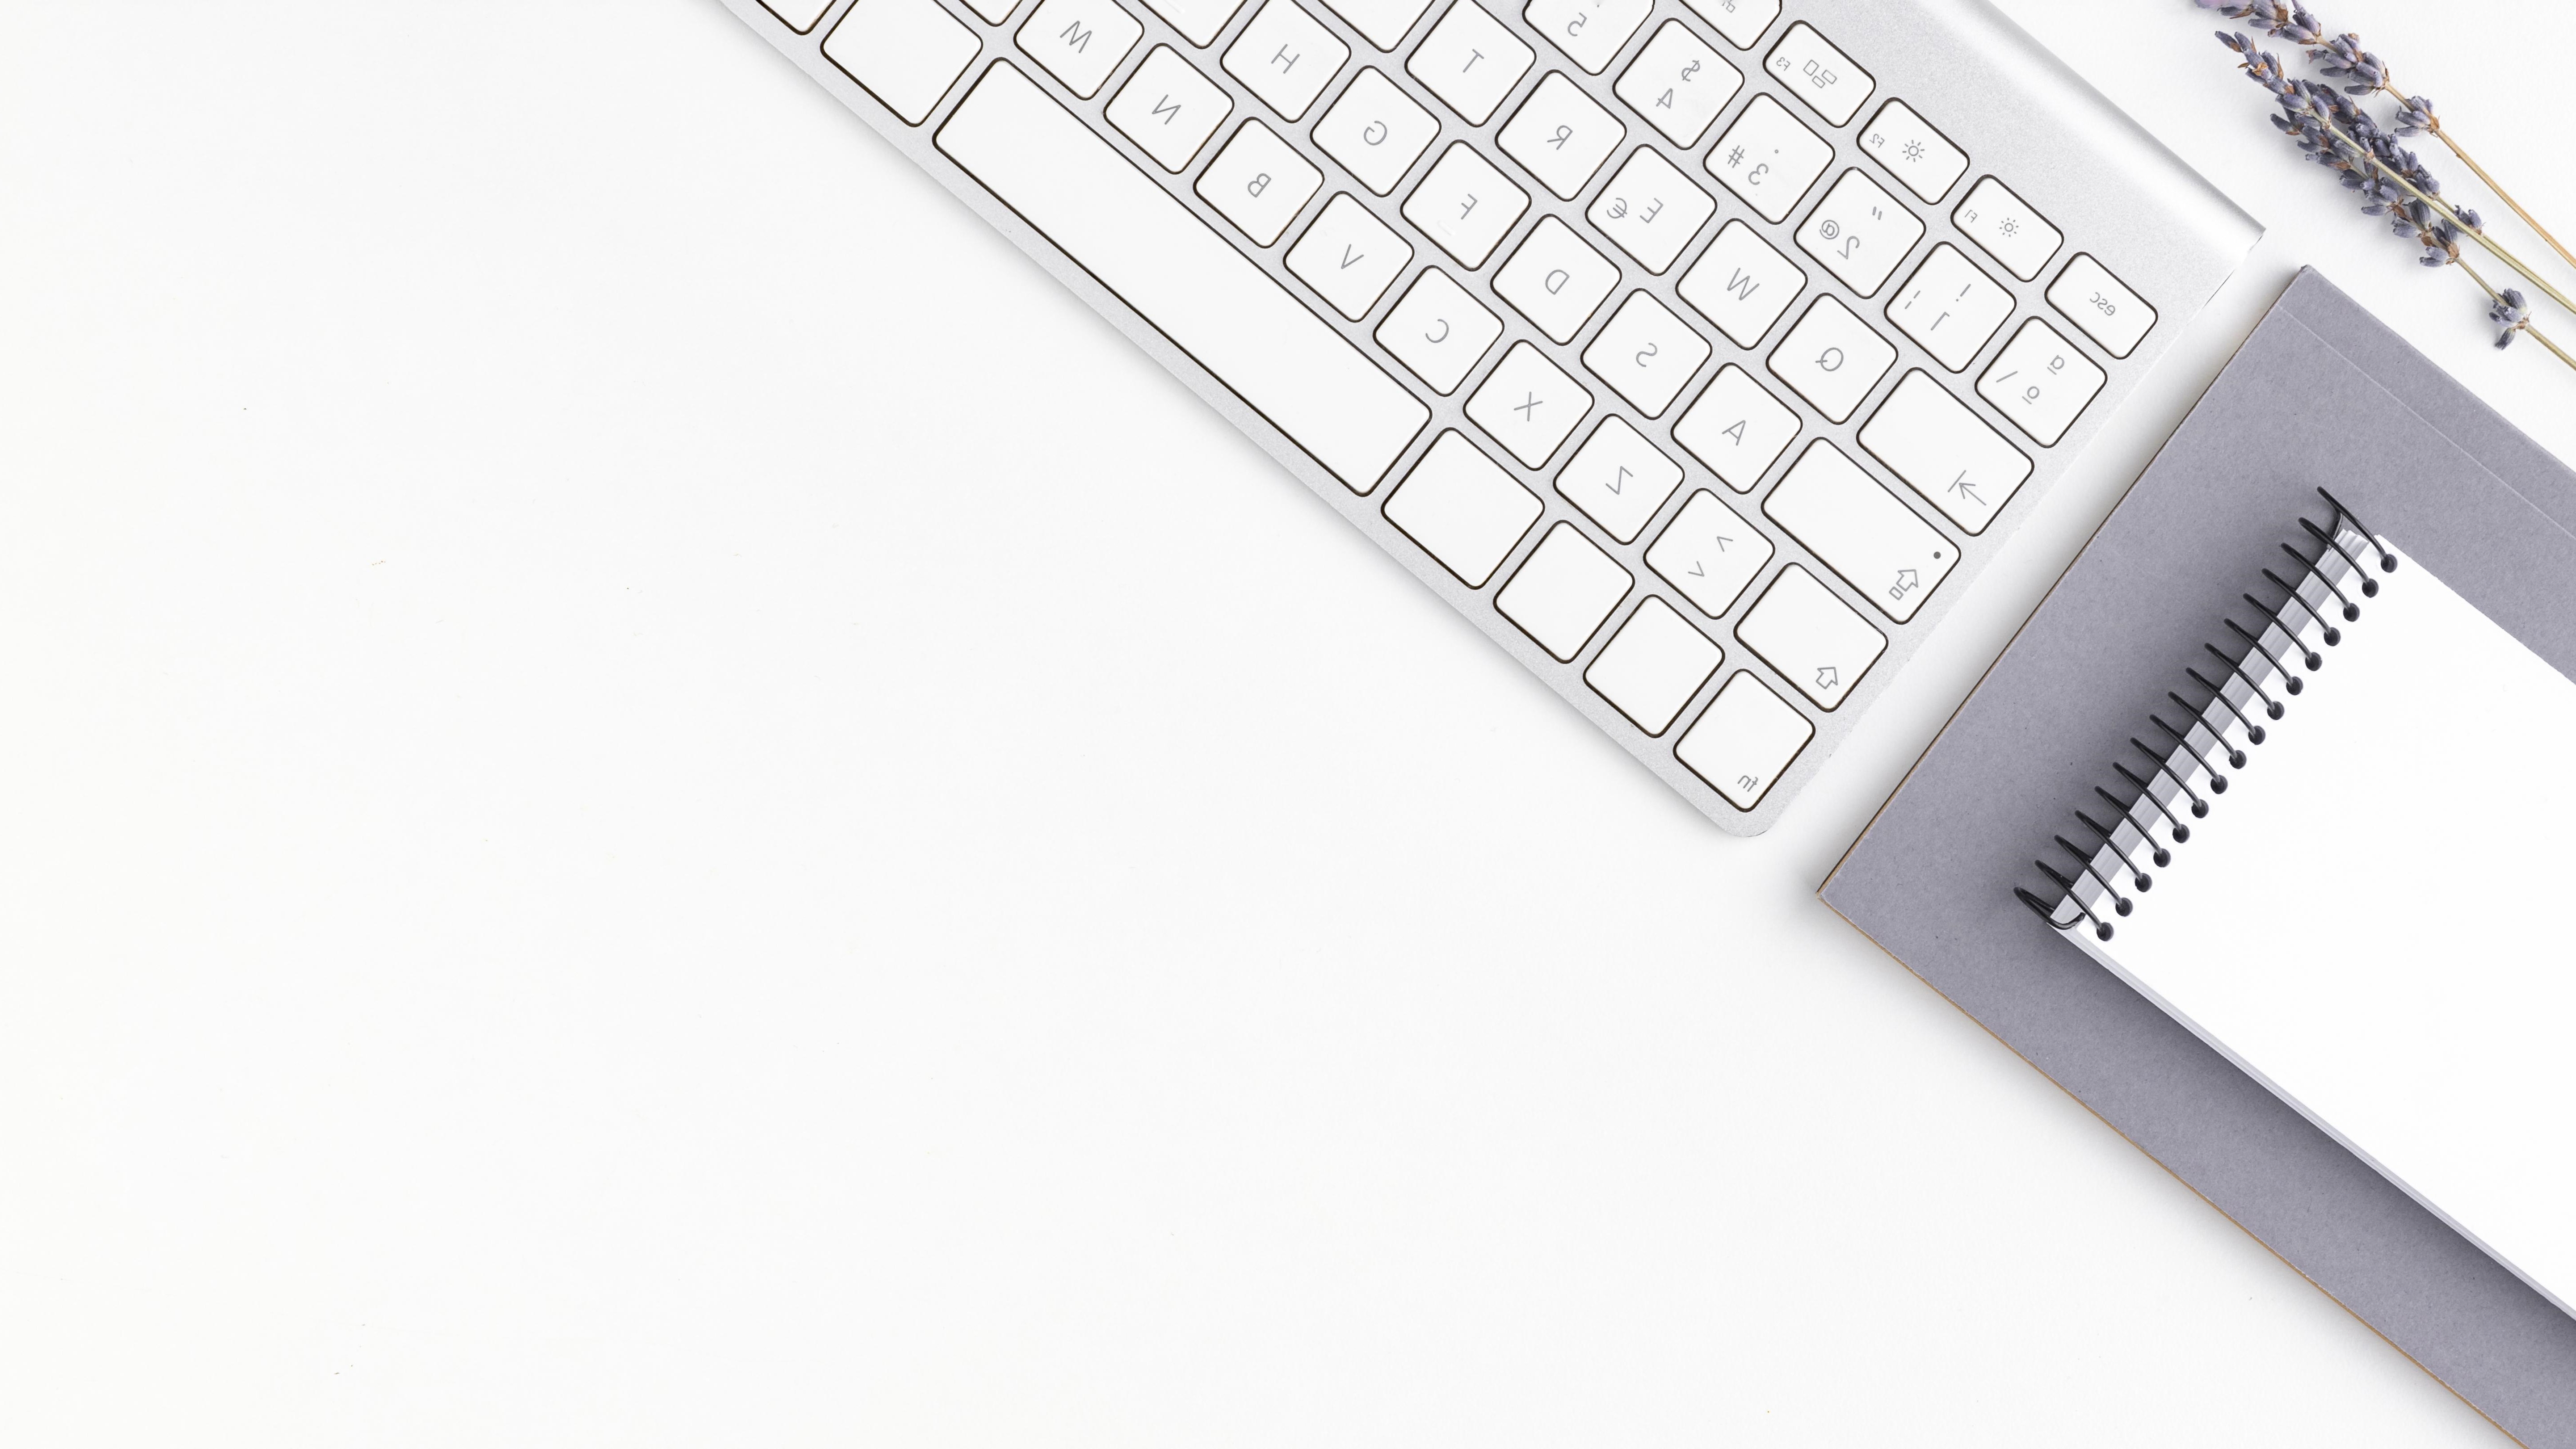 esc
F1
F2
F3
ª
º \
! 1 |
" 2 @
· 3 #
$ 4
5
Q
W
E €
R
T
A
S
D
F
G
H
< >
Z
X
C
V
B
N
M
fn